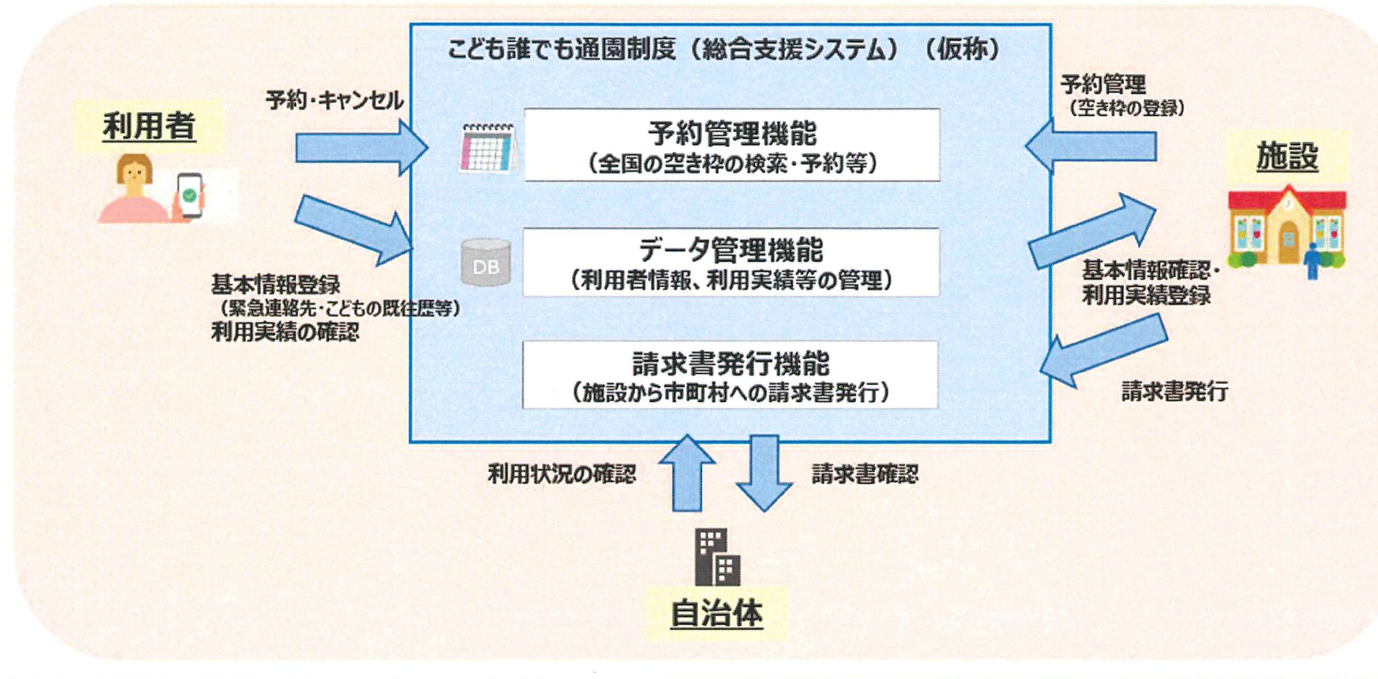 こども誰でも通園制度（総合支援システム）（仮称）
利用者
予約・キャンセル
基本情報登録
（緊急連絡先・こどもの既往歴等）
利用実績の確認
予約管理機能
（全国の空き枠の検索・予約等）
DB
データ管理機能
（利用者情報、利用実績等の管理）
請求書発行機能
（施設から市町村への請求書発行）
予約管理
（空き枠の登録）
施設
基本情報確認・
利用実績登録
請求書発行
利用状況の確認
請求書確認
自治体